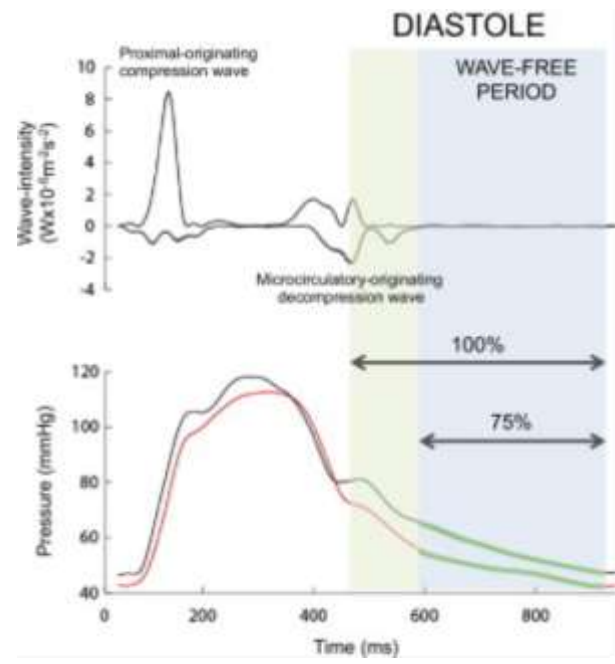 DIASTOLE
Proximal-originating
compression wave
WAVE-FREE
PERIOD
10
8
6
4
2
0
-2
-4
Wave-intensity
(Wx10⁻⁶m⁻²s⁻²)
Microcirculatory-originating
decompression wave
100%
75%
120
100
80
60
40
Pressure (mmHg)
0 200 400 600 800
Time (ms)